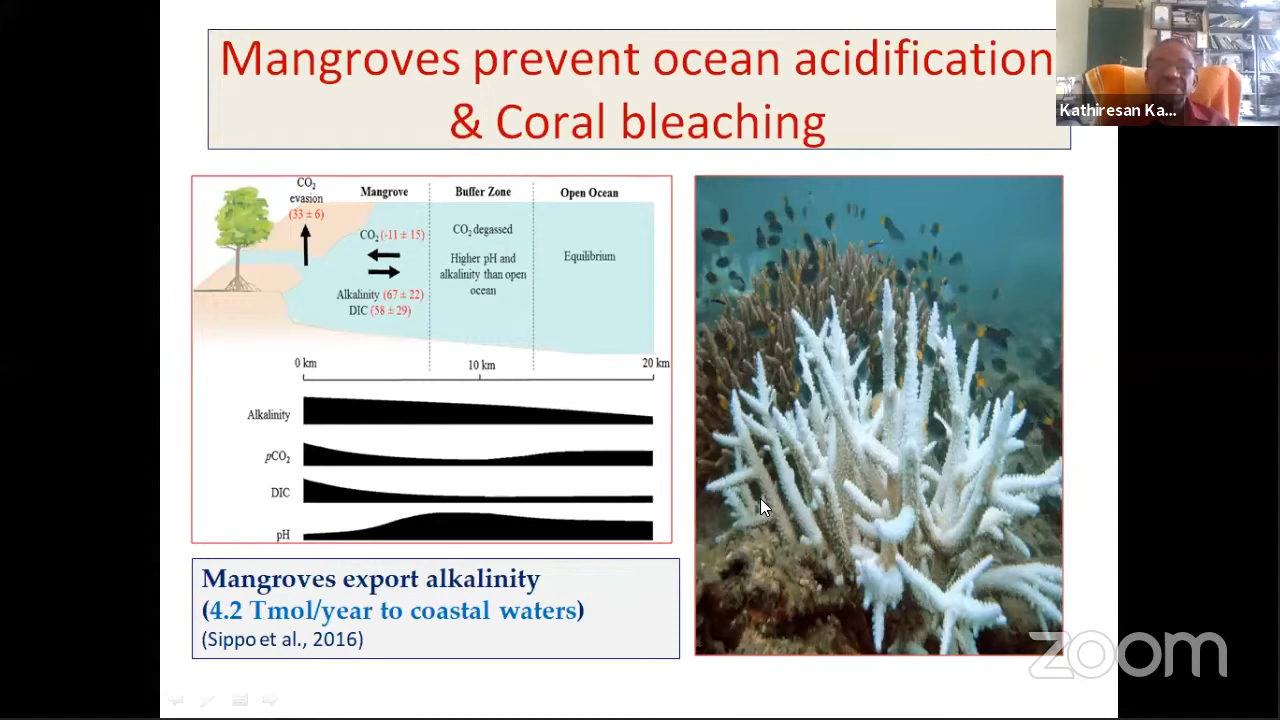 Mangroves prevent ocean acidification
& Coral bleaching
Kathiresan Ka...
CO2
evasion
(33 ± 6)
Mangrove
Buffer Zone
Open Ocean
CO2 (-11 ± 15)
CO2 degassed
Higher pH and
alkalinity than open
ocean
Equilibrium
Alkalinity (67 ± 22)
DIC (58 ± 29)
0 km
10 km
20 km
Alkalinity
pCO2
DIC
pH
Mangroves export alkalinity
(4.2 Tmol/year to coastal waters)
(Sippo et al., 2016)
zoom